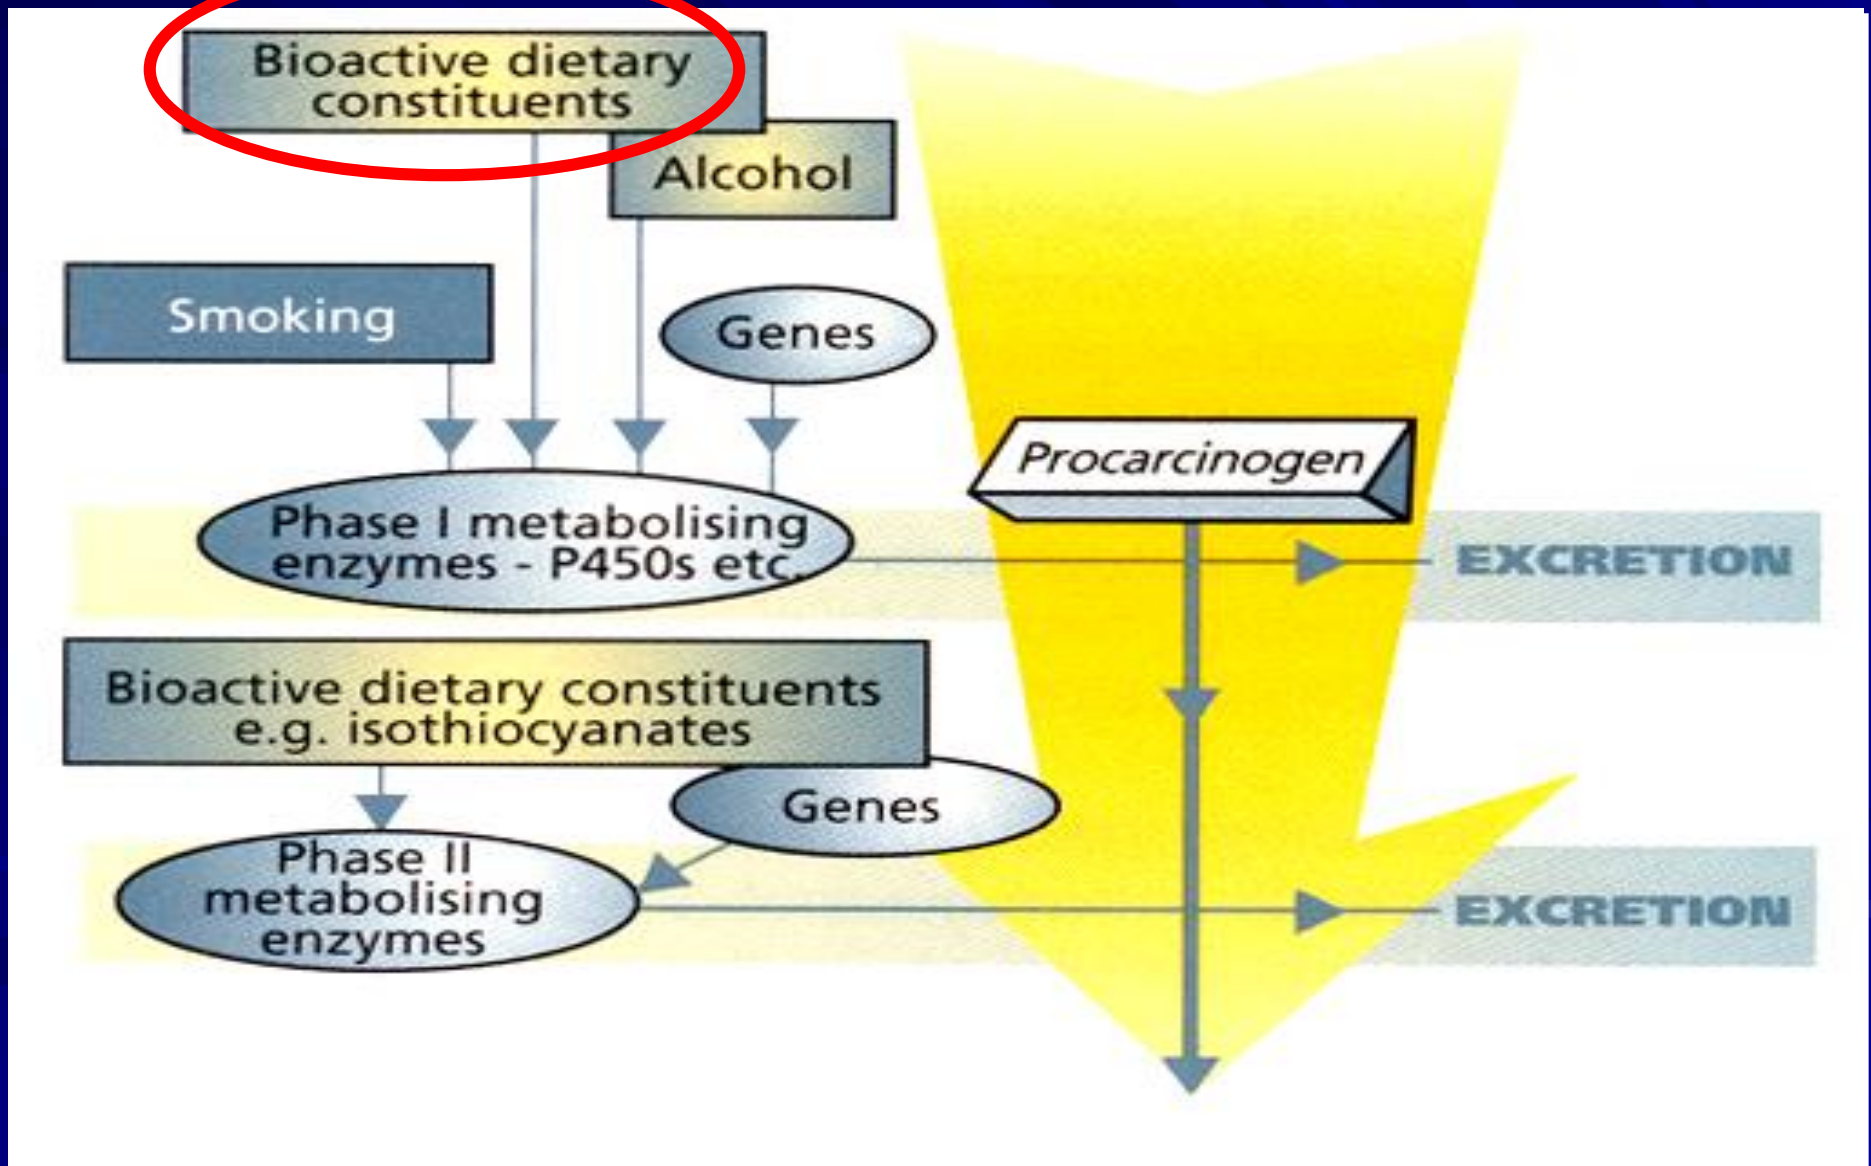 Bioactive dietary
constituents
Alcohol
Smoking
Genes
Procarcinogen
Phase I metabolising
enzymes - P450s etc.
EXCRETION
Bioactive dietary constituents
e.g. isothiocyanates
Genes
Phase II
metabolising
enzymes
EXCRETION